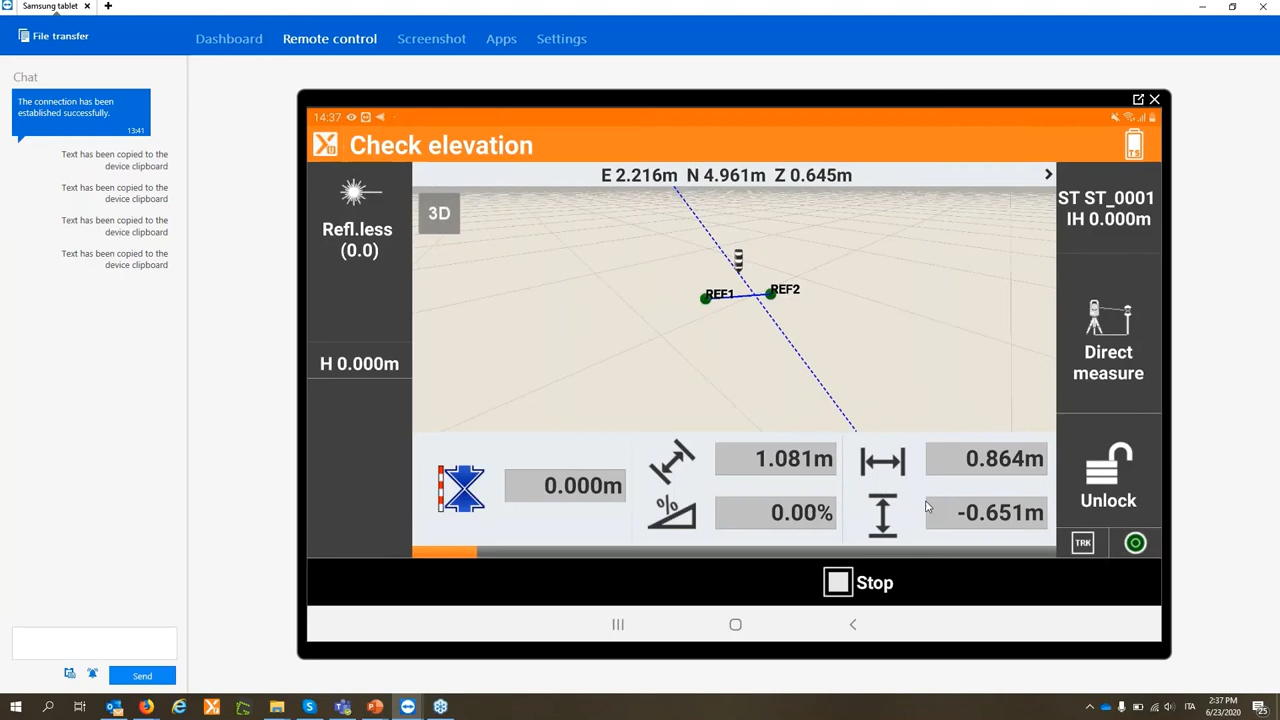 Samsung tablet
File transfer
Dashboard
Remote control
Screenshot
Apps
Settings
Chat
The connection has been
established successfully.
13:41
Text has been copied to the
device clipboard
Text has been copied to the
device clipboard
Text has been copied to the
device clipboard
Text has been copied to the
device clipboard
Send
14:37
Check elevation
TS
E 2.216m N 4.961m Z 0.645m
Refl.less
(0.0)
3D
ST ST_0001
IH 0.000m
REF1
REF2
H 0.000m
Direct
measure
0.000m
1.081m
0.864m
%
0.00%
-0.651m
Unlock
TRK
Stop
ITA
2:37 PM
6/23/2020
25